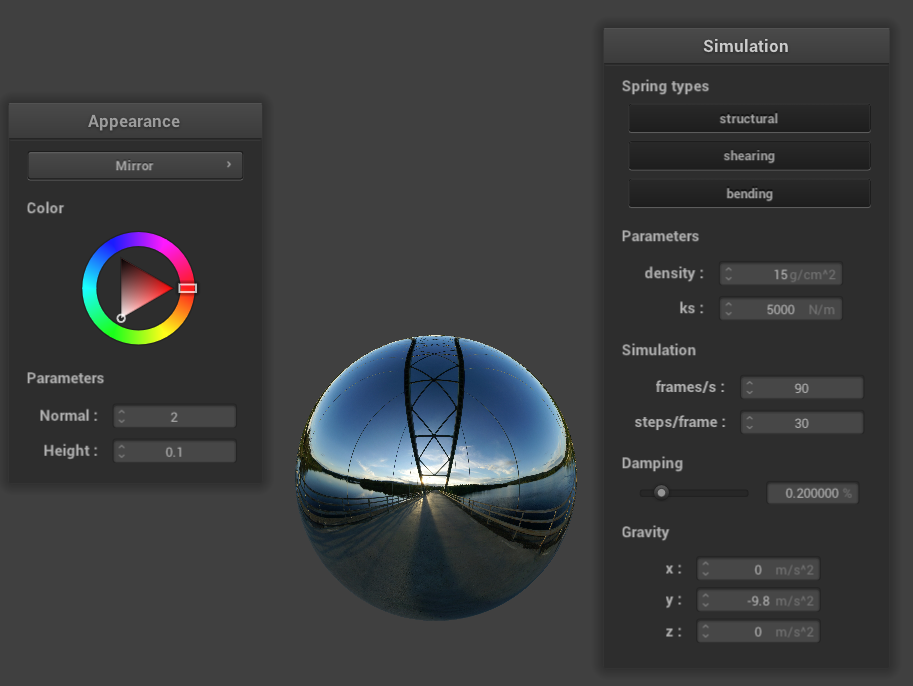 Appearance
Mirror ›
Color
Parameters
Normal : 2
Height : 0.1
Simulation
Spring types
structural
shearing
bending
Parameters
density : 15 g/cm^2
ks : 5000 N/m
Simulation
frames/s : 90
steps/frame : 30
Damping
0.200000 %
Gravity
x : 0 m/s^2
y : -9.8 m/s^2
z : 0 m/s^2